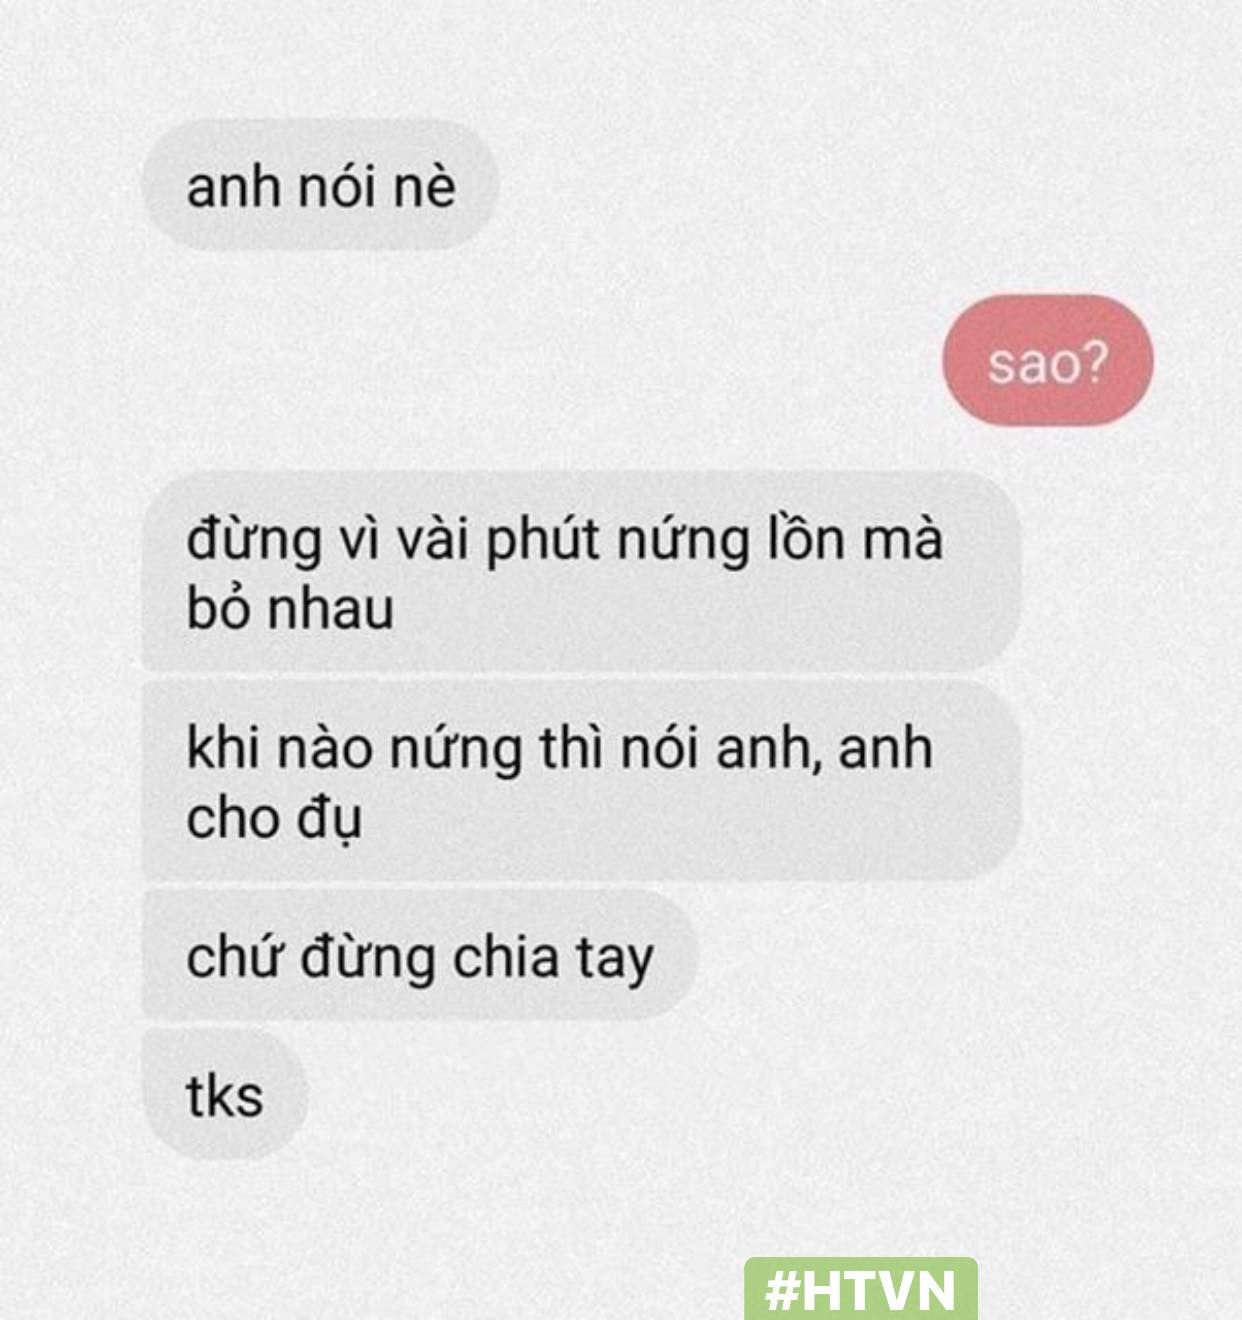 anh nói nè
sao?
đừng vì vài phút nứng lồn mà
bỏ nhau
khi nào nứng thì nói anh, anh
cho đụ
chứ đừng chia tay
tks
#HTVN